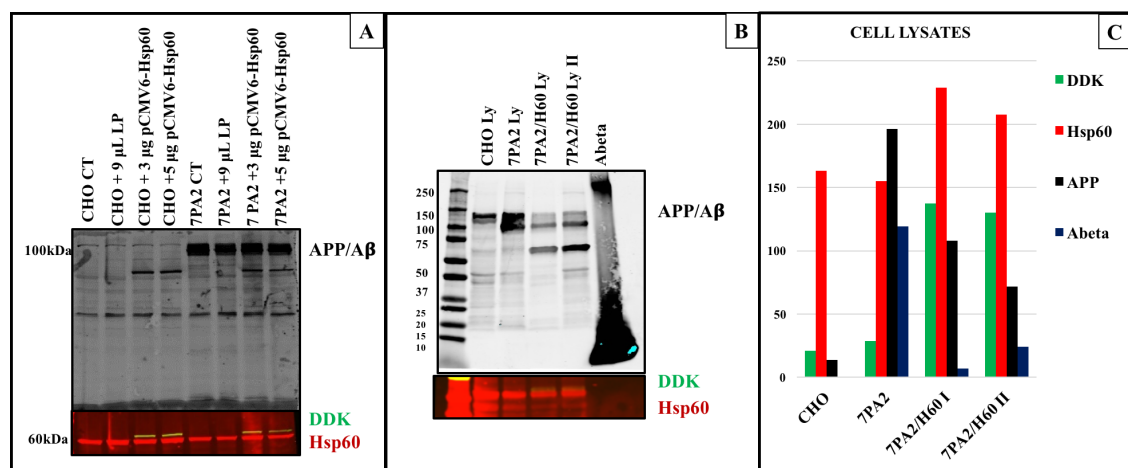 A
CHO CT
CHO + 9 µL LP
CHO + 3 µg pCMV6-Hsp60
CHO +5 µg pCMV6-Hsp60
7PA2 CT
7PA2 +9 µL LP
7PA2 +3 µg pCMV6-Hsp60
7PA2 +5 µg pCMV6-Hsp60
100kDa
APP/Aβ
DDK
60kDa
Hsp60
B
CHO Ly
7PA2 Ly
7PA2/H60 Ly
7PA2/H60 Ly II
Abeta
250
150
100
75
50
37
25
20
15
10
APP/Aβ
DDK
Hsp60
C
CELL LYSATES
250
200
150
100
50
0
CHO
7PA2
7PA2/H60 I
7PA2/H60 II
DDK
Hsp60
APP
Abeta